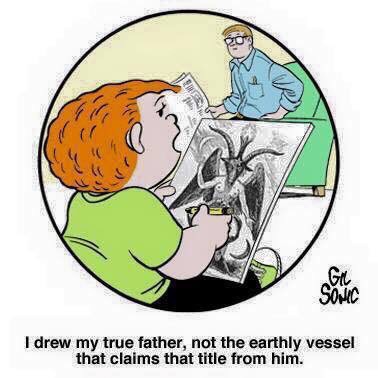 GIL
SONIC
I drew my true father, not the earthly vessel
that claims that title from him.